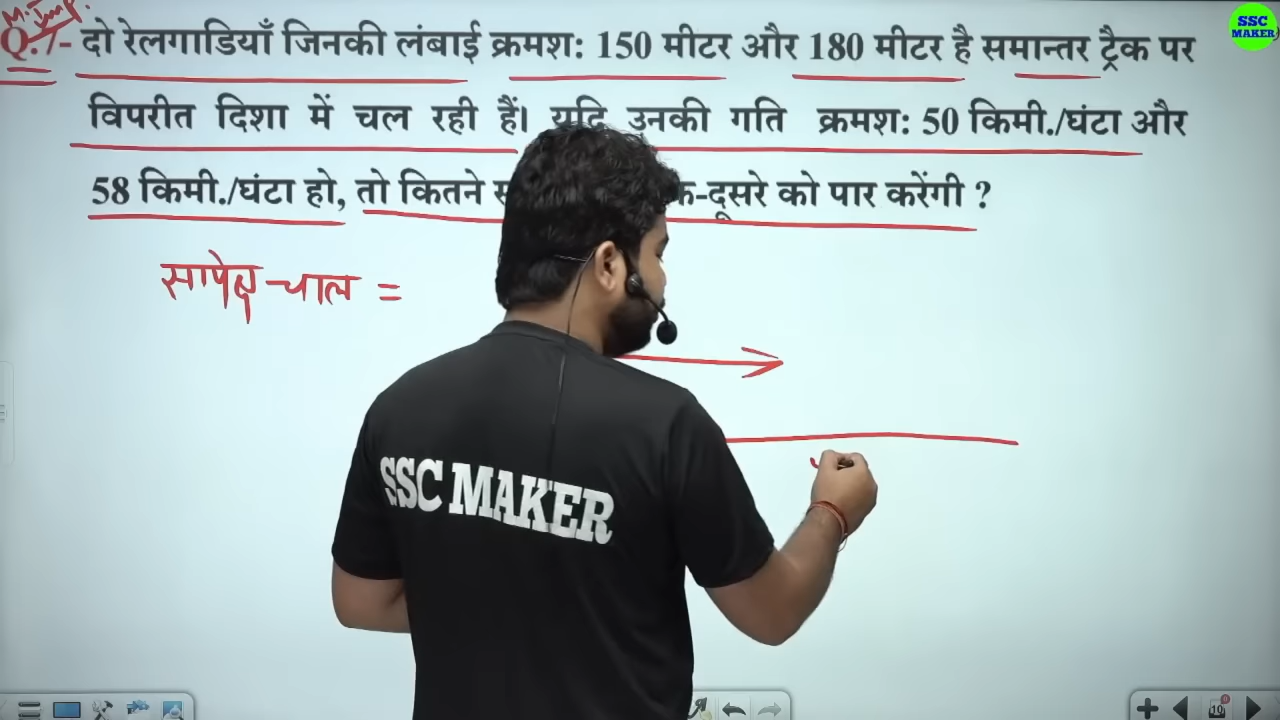 M. Imp.
SSC MAKER
Q.7- दो रेलगाडियाँ जिनकी लंबाई क्रमश: 150 मीटर और 180 मीटर है समान्तर ट्रैक पर
विपरीत दिशा में चल रही हैं। यदि उनकी गति क्रमश: 50 किमी./घंटा और
58 किमी./घंटा हो, तो कितने दूसरे को पार करेंगी ?
सापेक्ष-चाल =
SSC MAKER